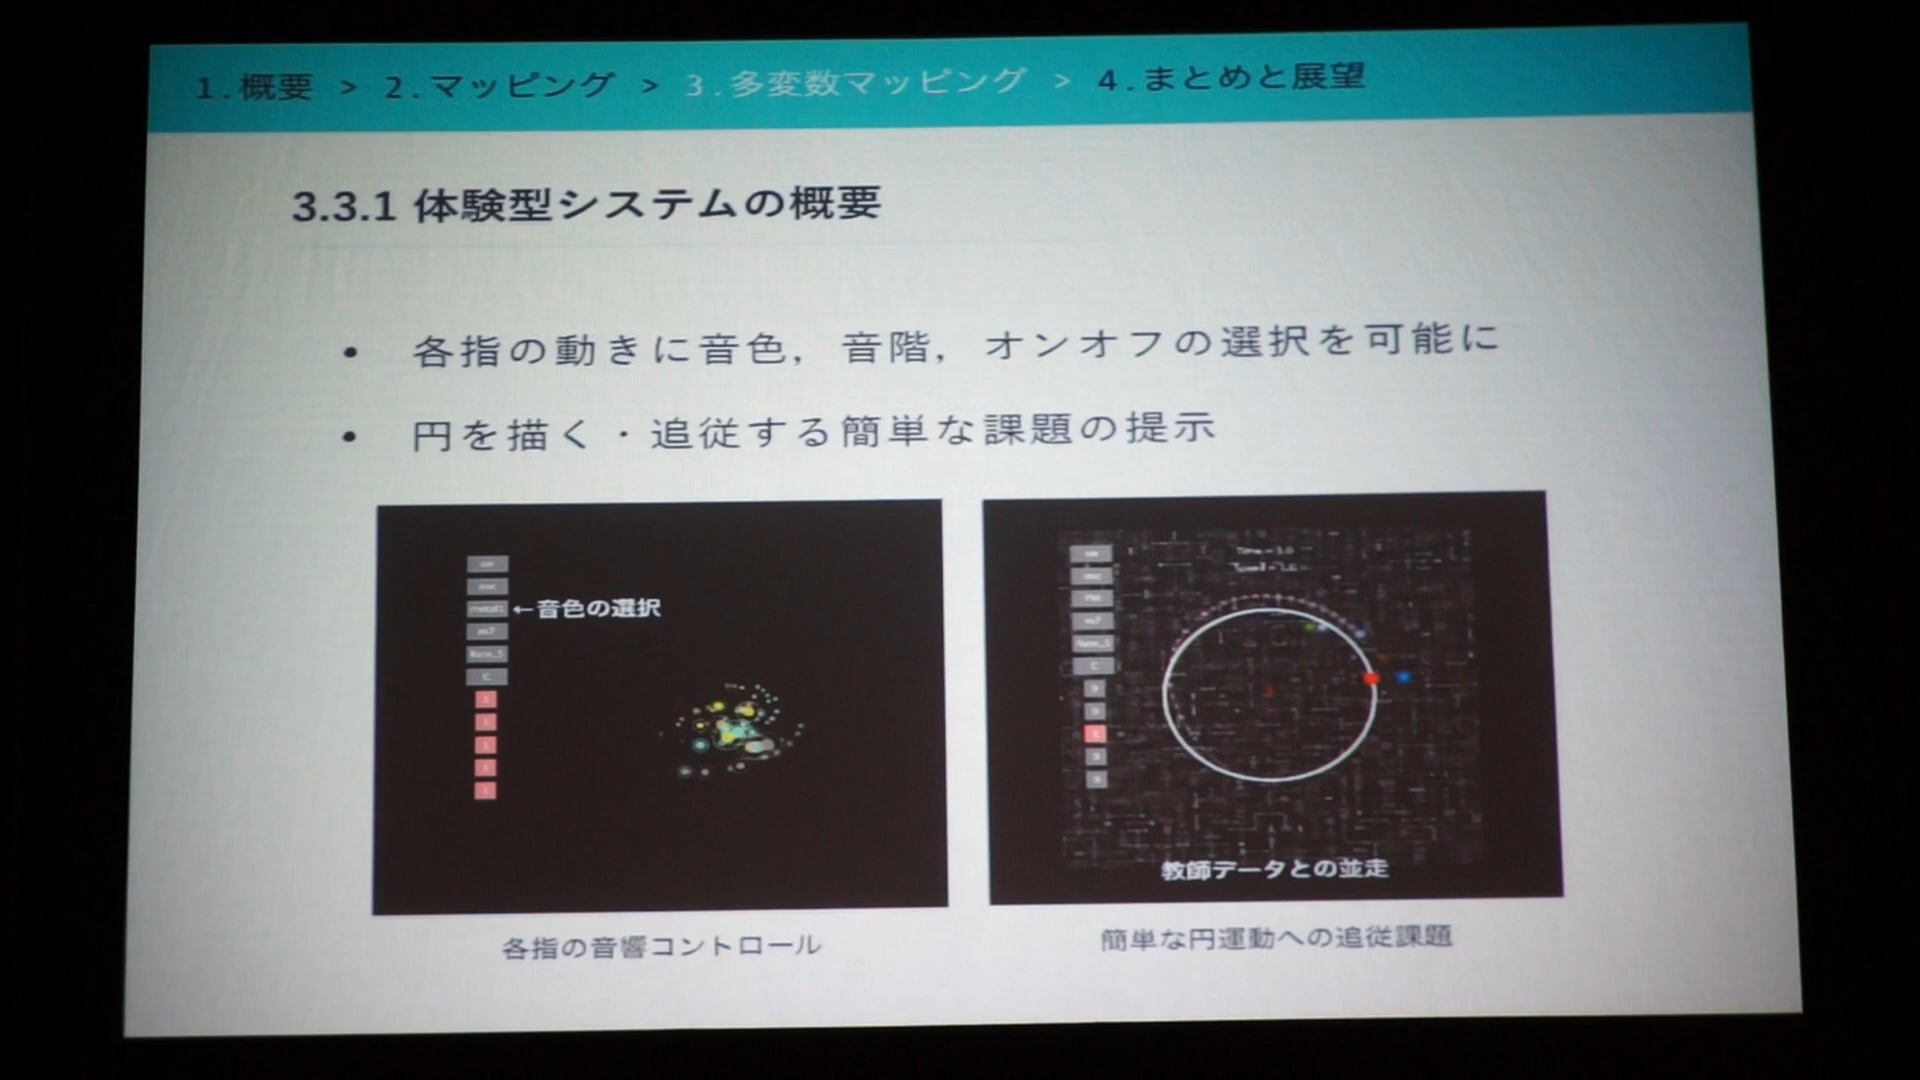 1.概要 > 2.マッピング > 3.多変数マッピング > 4.まとめと展望
3.3.1 体験型システムの概要
• 各指の動きに音色, 音階, オンオフの選択を可能に
• 円を描く・追従する簡単な課題の提示
←音色の選択
m7
C
C
教師データとの並走
各指の音響コントロール
簡単な円運動への追従課題